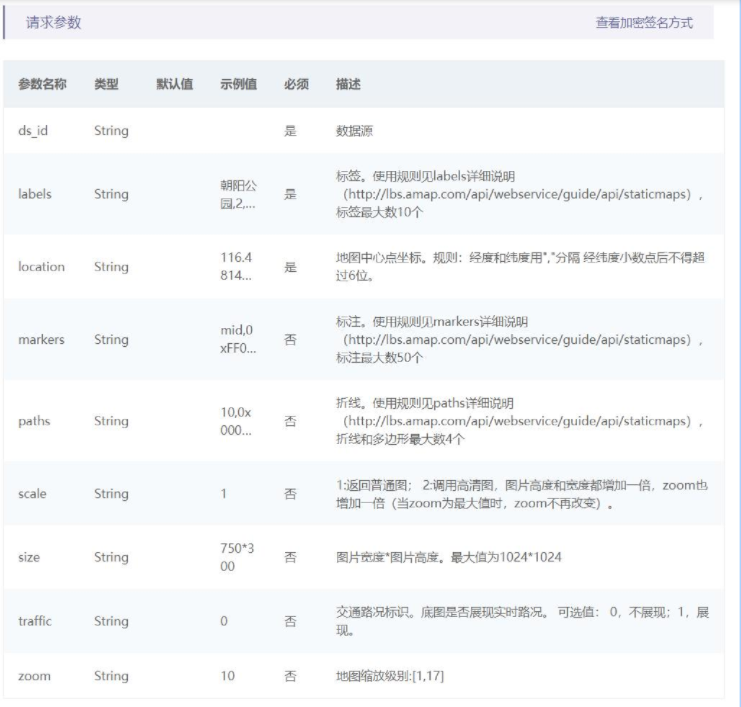 请求参数
查看加密签名方式
参数名称 类型 默认值 示例值 必须 描述
ds_id String 是 数据源
labels String 朝阳公
园,2,... 是 标签。使用规则见labels详细说明
（http://lbs.amap.com/api/webservice/guide/api/staticmaps），
标签最大数10个
location String 116.4
814... 是 地图中心点坐标。规则：经度和纬度用","分隔 经纬度小数点后不得超
过6位。
markers String mid,0
xFF0... 否 标注。使用规则见markers详细说明
（http://lbs.amap.com/api/webservice/guide/api/staticmaps），
标注最大数50个
paths String 10,0x
000... 否 折线。使用规则见paths详细说明
（http://lbs.amap.com/api/webservice/guide/api/staticmaps），
折线和多边形最大数4个
scale String 1 否 1:返回普通图； 2:调用高清图，图片高度和宽度都增加一倍，zoom也
增加一倍（当zoom为最大值时，zoom不再改变）。
size String 750*3
00 否 图片宽度*图片高度。最大值为1024*1024
traffic String 0 否 交通路况标识。底图是否展现实时路况。 可选值： 0，不展现；1，展
现。
zoom String 10 否 地图缩放级别:[1,17]